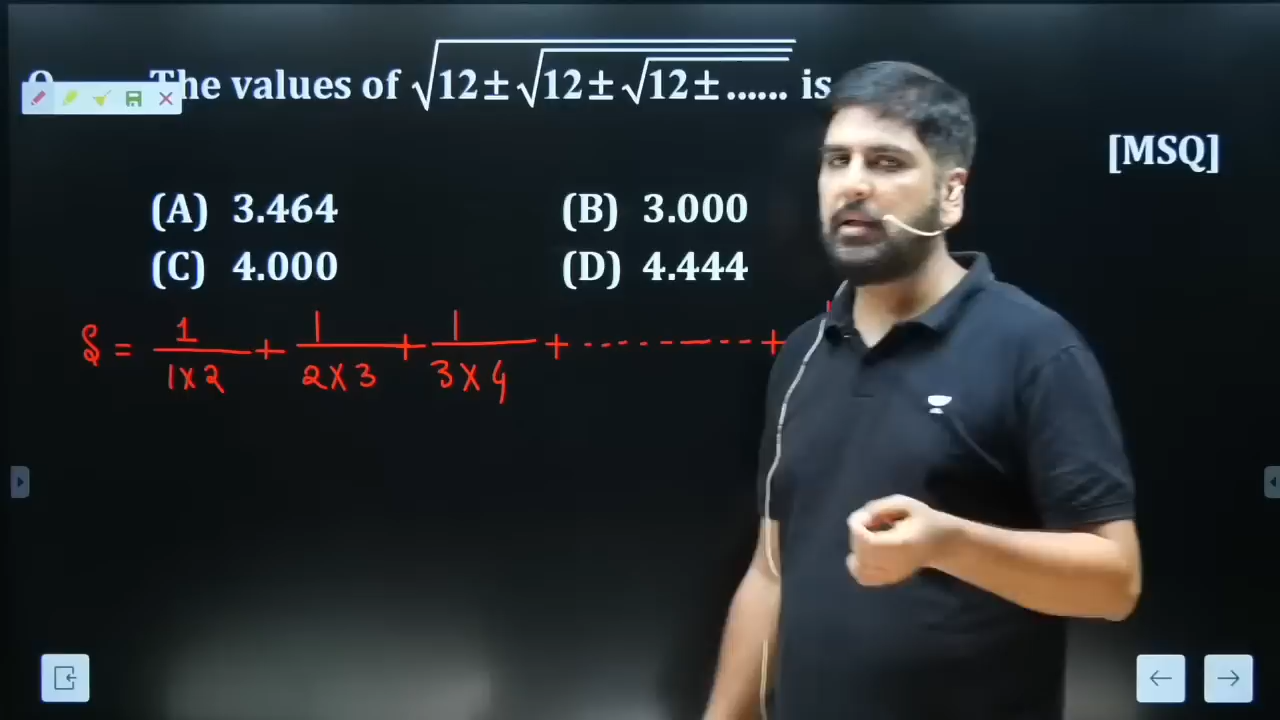 The values of √12±√12±√12±...... is
[MSQ]
(A) 3.464 (B) 3.000
(C) 4.000 (D) 4.444
S = 1/1×2 + 1/2×3 + 1/3×4 + --------- +